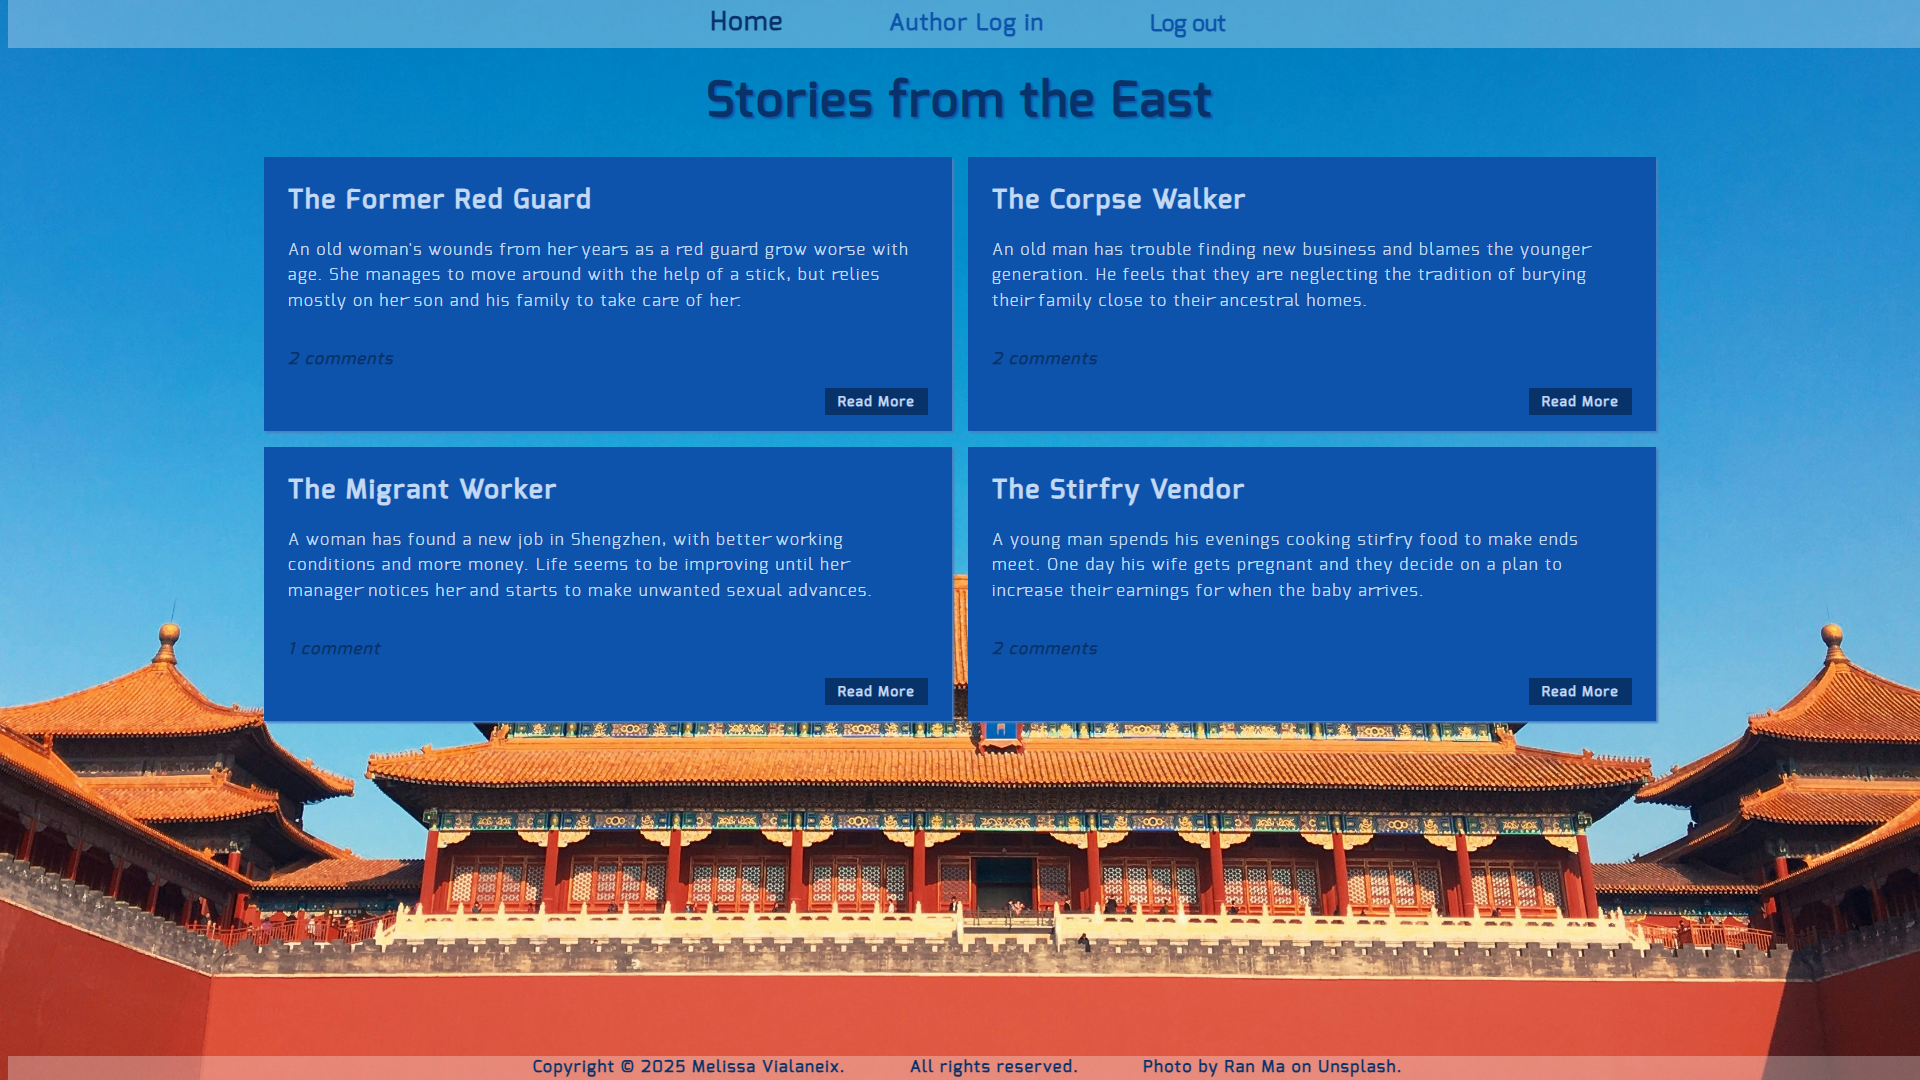 Home Author Log in Log out
Stories from the East
The Former Red Guard
An old woman's wounds from her years as a red guard grow worse with
age. She manages to move around with the help of a stick, but relies
mostly on her son and his family to take care of her.
2 comments
Read More
The Corpse Walker
An old man has trouble finding new business and blames the younger
generation. He feels that they are neglecting the tradition of burying
their family close to their ancestral homes.
2 comments
Read More
The Migrant Worker
A woman has found a new job in Shengzhen, with better working
conditions and more money. Life seems to be improving until her
manager notices her and starts to make unwanted sexual advances.
1 comment
Read More
The Stirfry Vendor
A young man spends his evenings cooking stirfry food to make ends
meet. One day his wife gets pregnant and they decide on a plan to
increase their earnings for when the baby arrives.
2 comments
Read More
Copyright © 2025 Melissa Vialaneix. All rights reserved. Photo by Ran Ma on Unsplash.